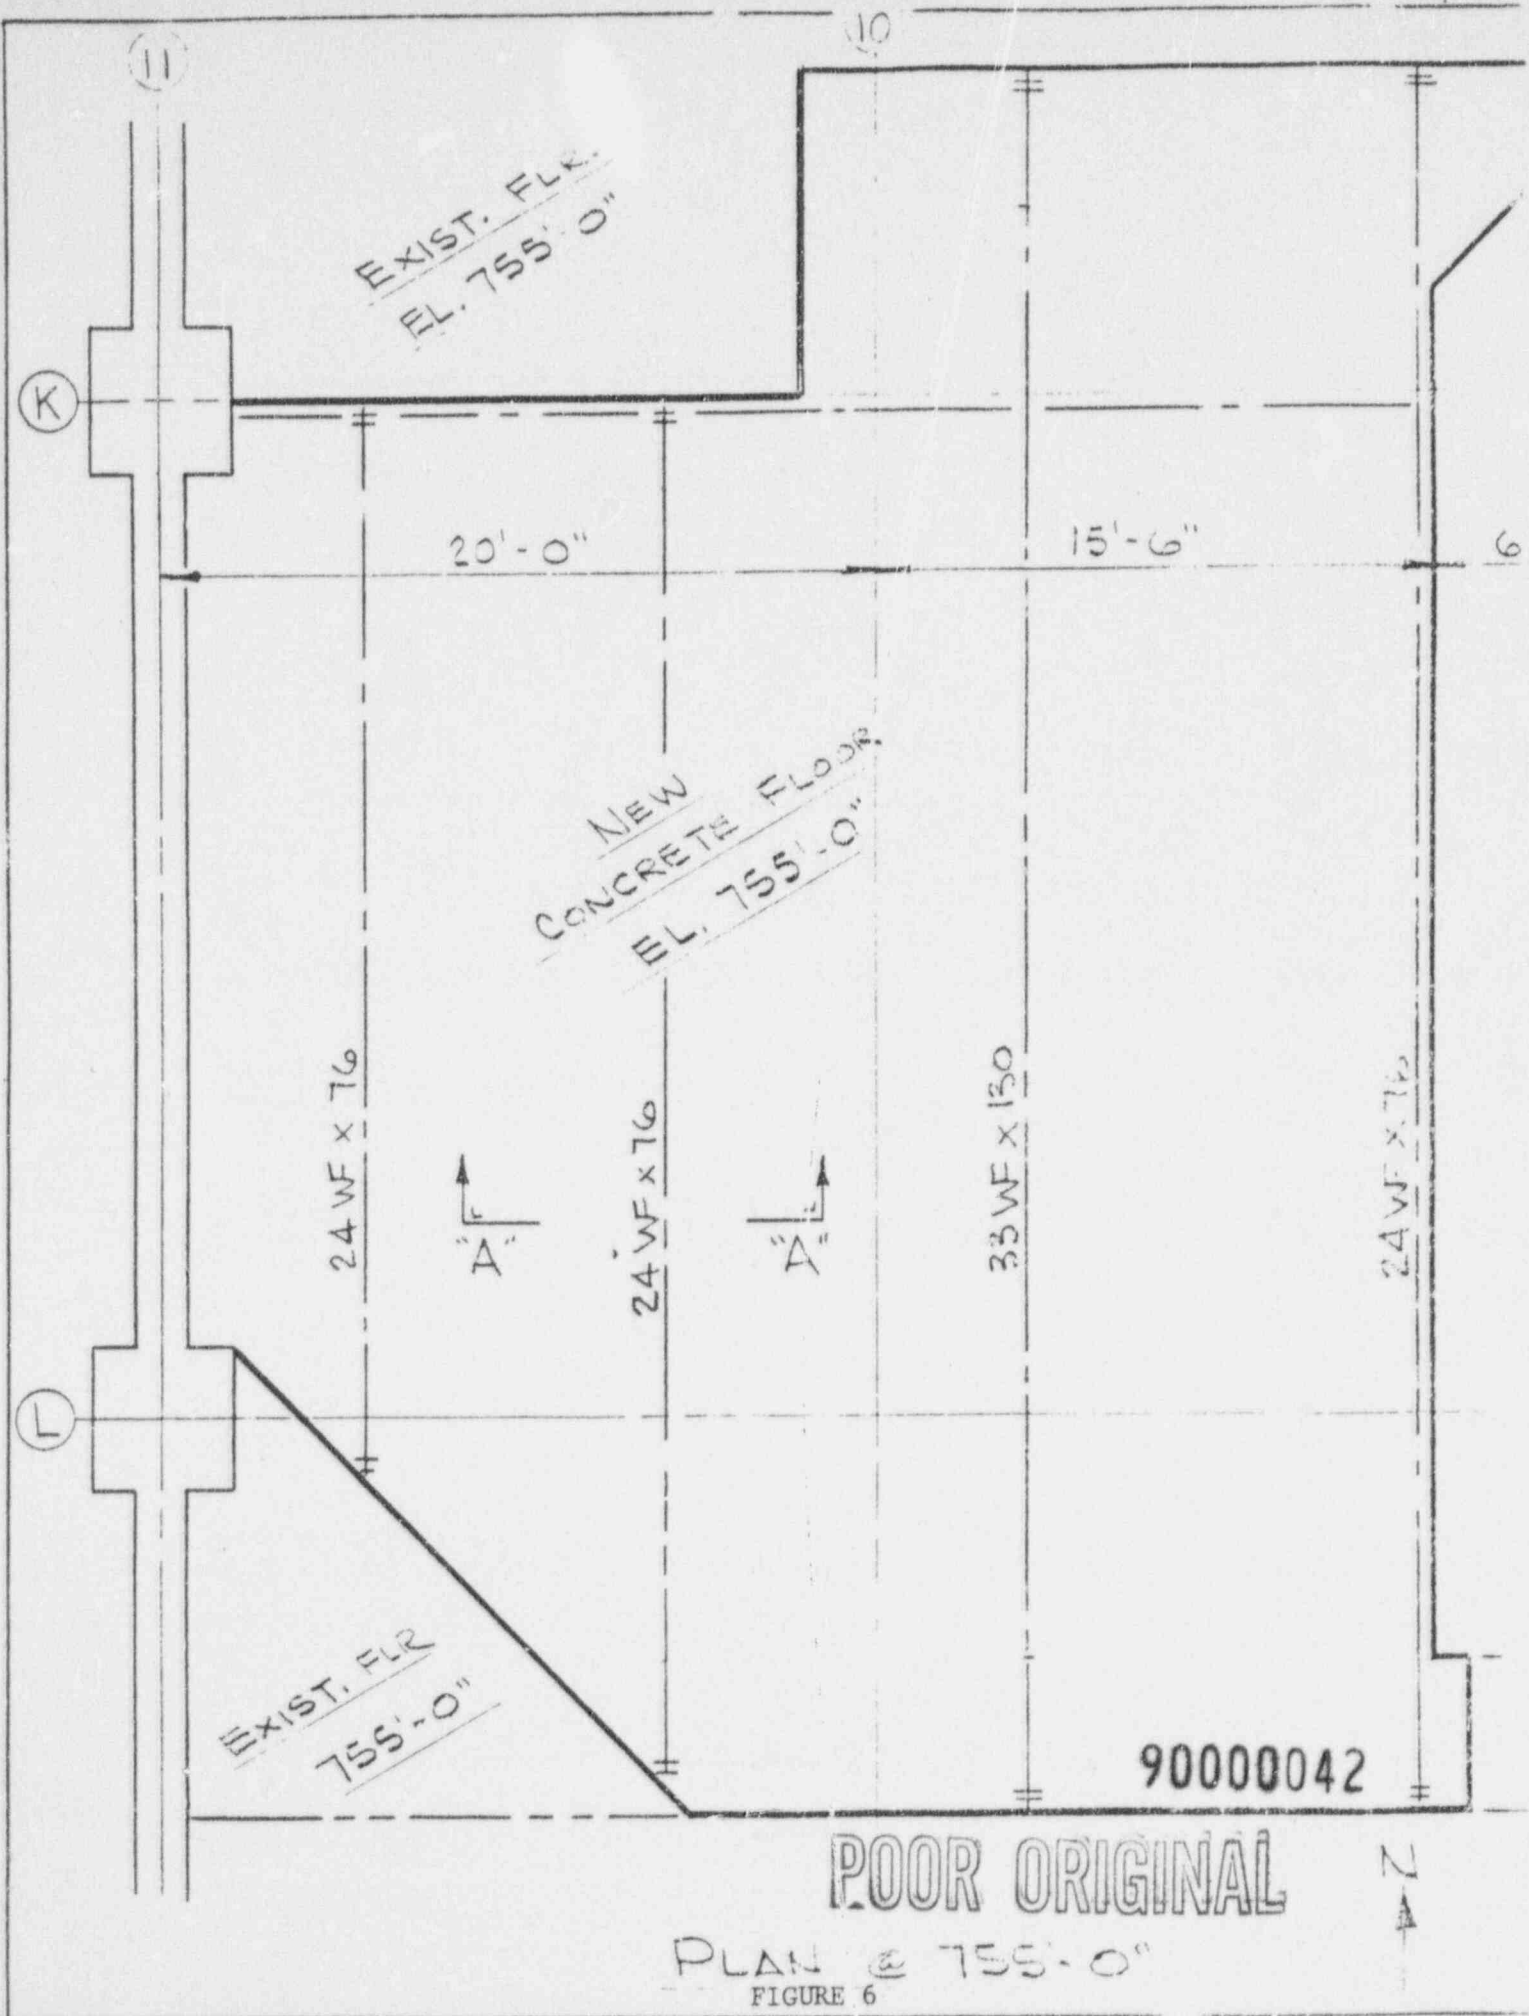 11
10
EXIST. FLR.
EL. 755'-0"
K
20'-0"
15'-6"
6
NEW
CONCRETE FLOOR
EL. 755'-0"
24 WF x 76
24 WF x 76
33 WF x 130
24 WF x 76
"A"
"A"
L
EXIST. FLR
755'-0"
90000042
POOR ORIGINAL
N
PLAN @ 755'-0"
FIGURE 6